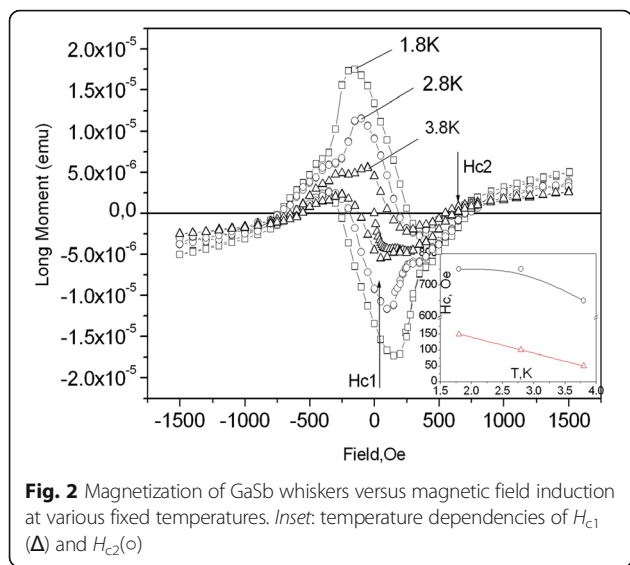 2.0x10⁻⁵
1.5x10⁻⁵
1.0x10⁻⁵
5.0x10⁻⁶
0.0
-5.0x10⁻⁶
-1.0x10⁻⁵
-1.5x10⁻⁵
-2.0x10⁻⁵
Long Moment (emu)
1.8K
2.8K
3.8K
Hc2
Hc1
Hc, Oe
700
600
150
100
50
0
T,K
1.5 2.0 2.5 3.0 3.5 4.0
-1500 -1000 -500 0 500 1000 1500
Field,Oe
Fig. 2 Magnetization of GaSb whiskers versus magnetic field induction
at various fixed temperatures. Inset: temperature dependencies of Hc1
(Δ) and Hc2(○)